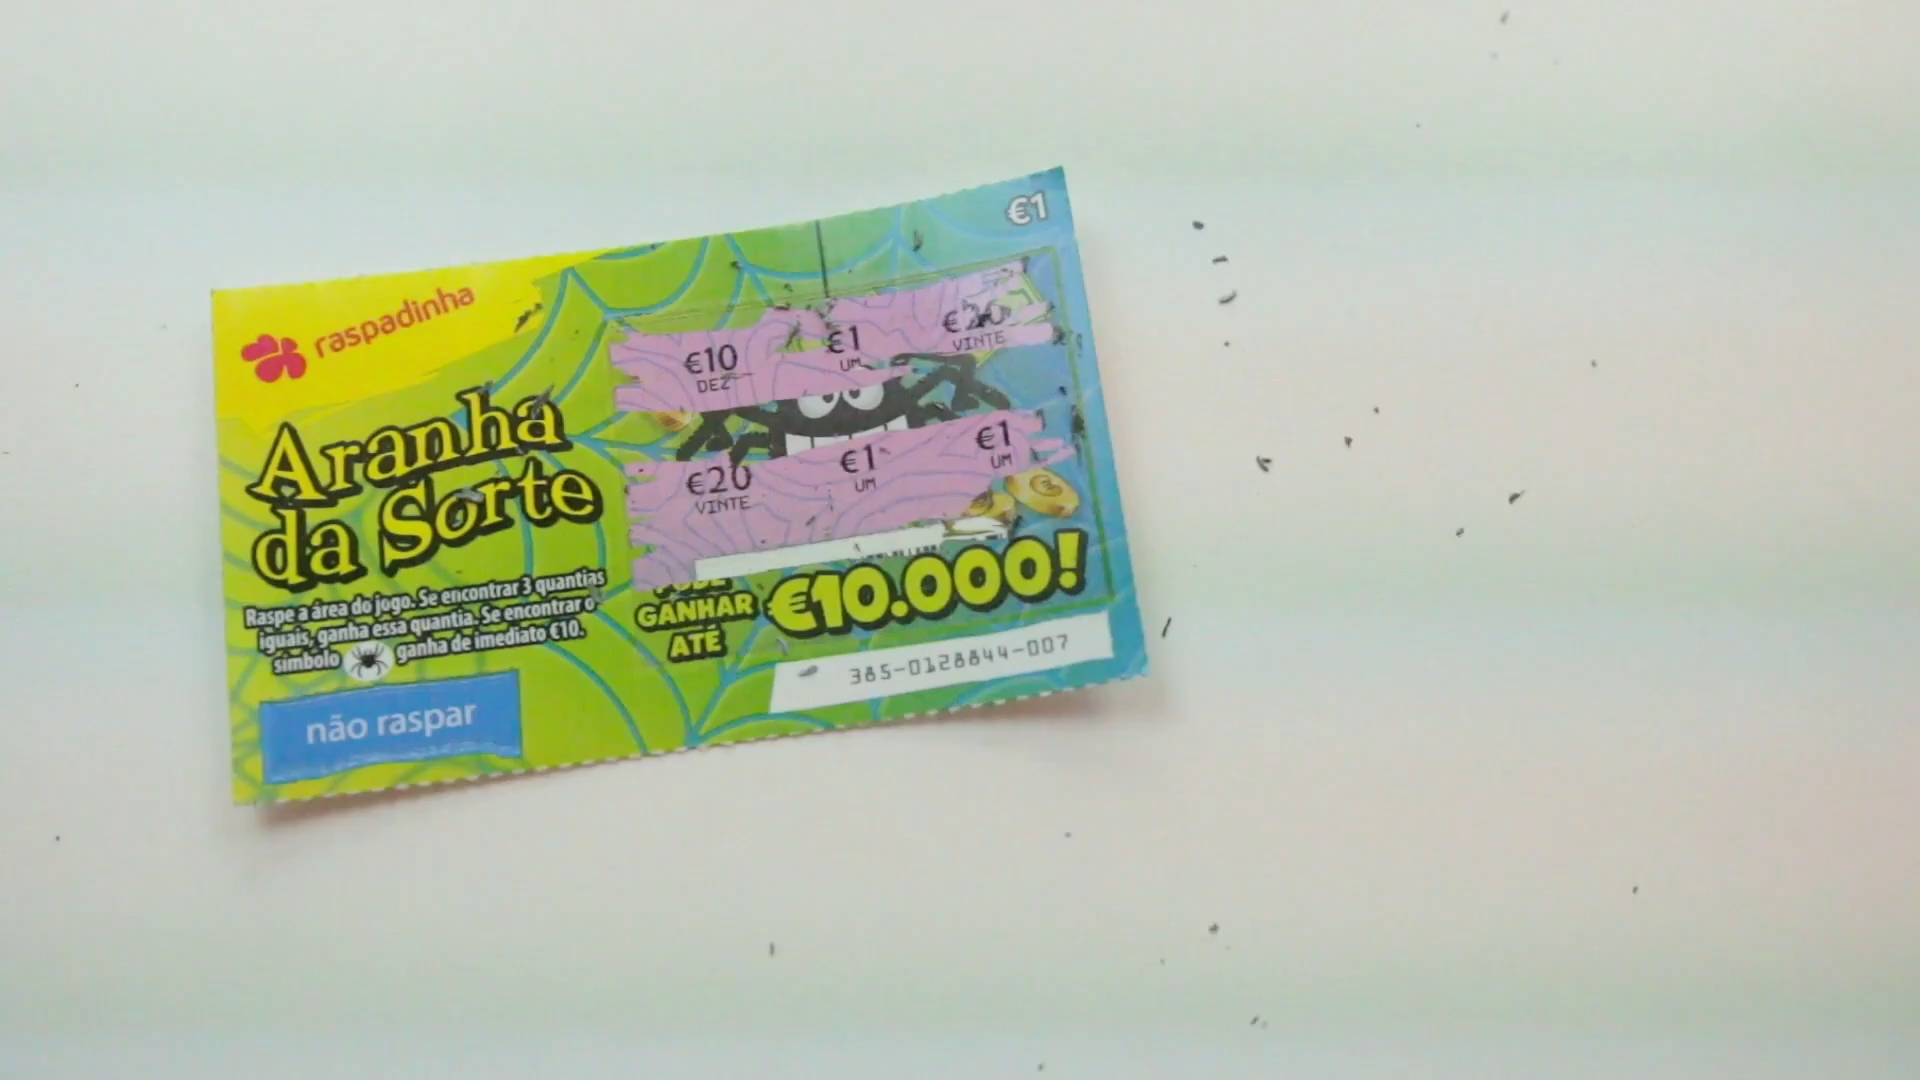 €1
raspadinha
€10 €1 €20
DEZ UM VINTE
Aranha
da Sorte
€20 €1 €1
VINTE UM UM
Raspe a área do jogo. Se encontrar 3 quantias
iguais, ganha essa quantia. Se encontrar o
símbolo ganha de imediato €10.
PODE
GANHAR
ATÉ
€10.000!
385-0128844-007
não raspar